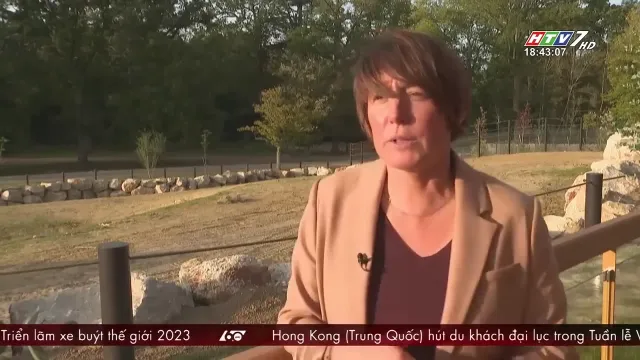 HTV7 HD
18:43:07
Triển lãm xe buýt thế giới 2023 60 Hong Kong (Trung Quốc) hút du khách đại lục trong Tuần lễ V